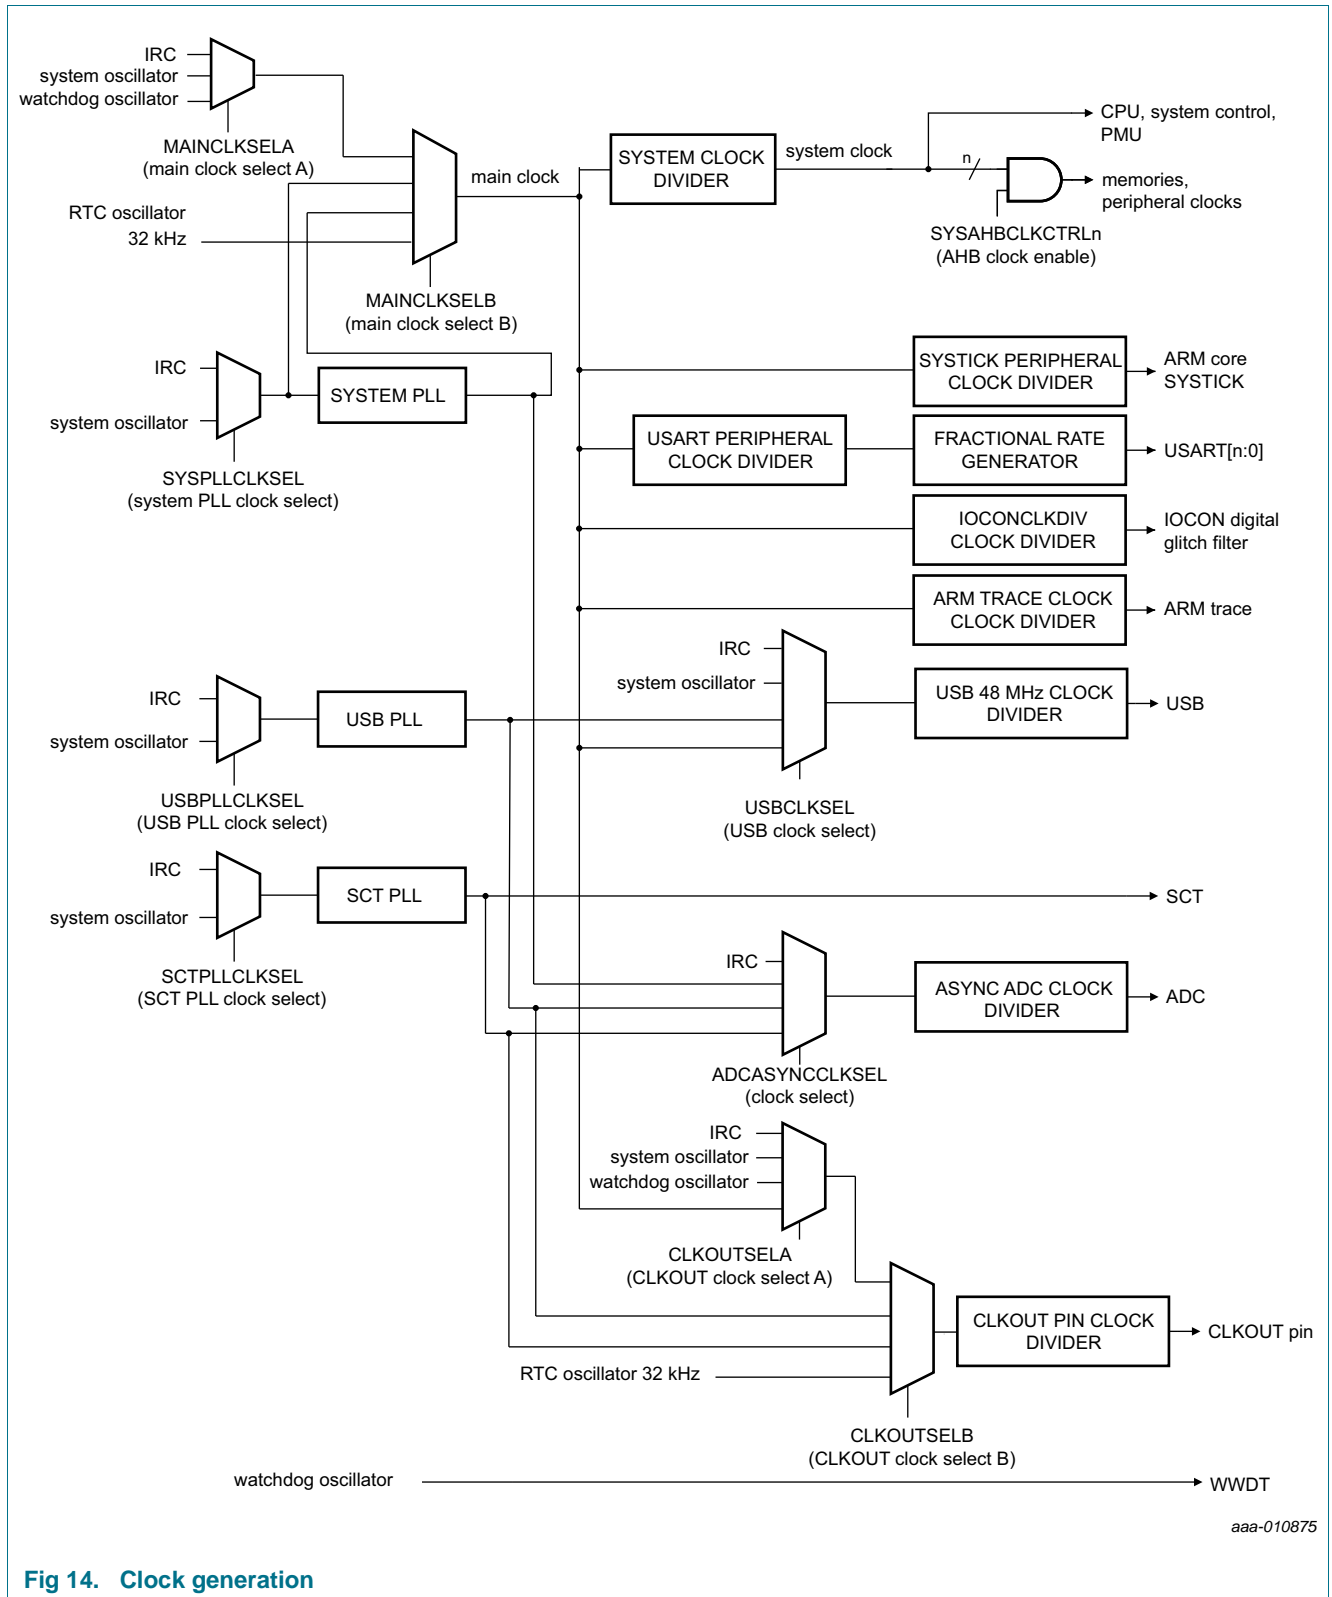 IRC
system oscillator
watchdog oscillator
MAINCLKSELA
(main clock select A)
RTC oscillator
32 kHz
MAINCLKSELB
(main clock select B)
main clock
SYSTEM CLOCK
DIVIDER
system clock
n
CPU, system control,
PMU
memories,
peripheral clocks
SYSAHBCLKCTRLn
(AHB clock enable)
IRC
system oscillator
SYSPLLCLKSEL
(system PLL clock select)
SYSTEM PLL
SYSTICK PERIPHERAL
CLOCK DIVIDER
ARM core
SYSTICK
USART PERIPHERAL
CLOCK DIVIDER
FRACTIONAL RATE
GENERATOR
USART[n:0]
IOCONCLKDIV
CLOCK DIVIDER
IOCON digital
glitch filter
ARM TRACE CLOCK
CLOCK DIVIDER
ARM trace
IRC
system oscillator
USBPLLCLKSEL
(USB PLL clock select)
USB PLL
IRC
system oscillator
USBCLKSEL
(USB clock select)
USB 48 MHz CLOCK
DIVIDER
USB
IRC
system oscillator
SCTPLLCLKSEL
(SCT PLL clock select)
SCT PLL
SCT
IRC
ADCASYNCCLKSEL
(clock select)
ASYNC ADC CLOCK
DIVIDER
ADC
IRC
system oscillator
watchdog oscillator
CLKOUTSELA
(CLKOUT clock select A)
RTC oscillator 32 kHz
CLKOUTSELB
(CLKOUT clock select B)
CLKOUT PIN CLOCK
DIVIDER
CLKOUT pin
watchdog oscillator
WWDT
aaa-010875
Fig 14. Clock generation